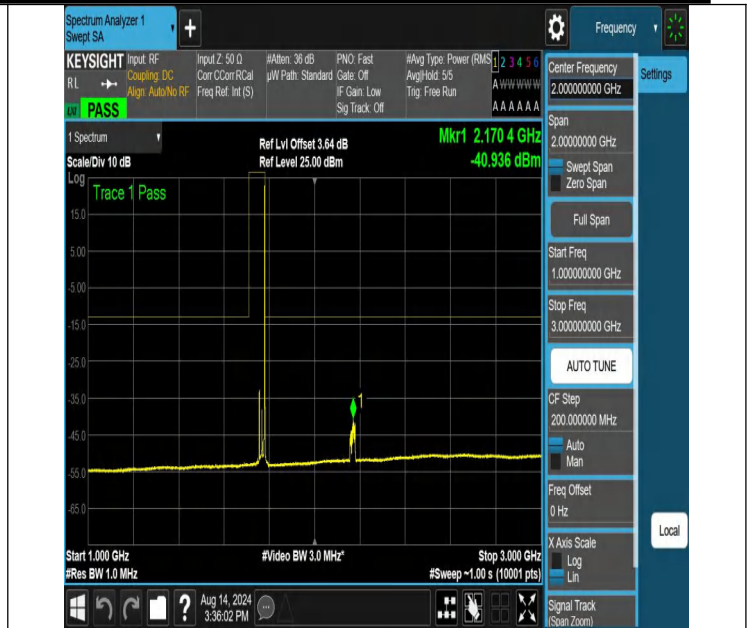 Spectrum Analyzer 1
Swept SA
Frequency
KEYSIGHT
RL
PASS
Input: RF
Coupling: DC
Align: Auto/No RF
Input Z: 50 Ω
Corr CCorr RCal
Freq Ref: Int (S)
#Atten: 36 dB
µW Path: Standard
PNO: Fast
Gate: Off
IF Gain: Low
Sig Track: Off
#Avg Type: Power (RMS
Avg|Hold: 5/5
Trig: Free Run
1 2 3 4 5 6
A W W W W W
A A A A A A
Center Frequency
2.000000000 GHz
Settings
Span
2.00000000 GHz
Swept Span
Zero Span
Full Span
Start Freq
1.000000000 GHz
Stop Freq
3.000000000 GHz
AUTO TUNE
CF Step
200.000000 MHz
Auto
Man
Freq Offset
0 Hz
X Axis Scale
Log
Lin
Signal Track
(Span Zoom)
Local
1 Spectrum
Scale/Div 10 dB
Ref Lvl Offset 3.64 dB
Ref Level 25.00 dBm
Mkr1 2.170 4 GHz
-40.936 dBm
Log
Trace 1 Pass
15.0
5.00
-5.00
-15.0
-25.0
-35.0
-45.0
-55.0
-65.0
1
Start 1.000 GHz
#Res BW 1.0 MHz
#Video BW 3.0 MHz*
Stop 3.000 GHz
#Sweep ~1.00 s (10001 pts)
?
Aug 14, 2024
3:36:02 PM